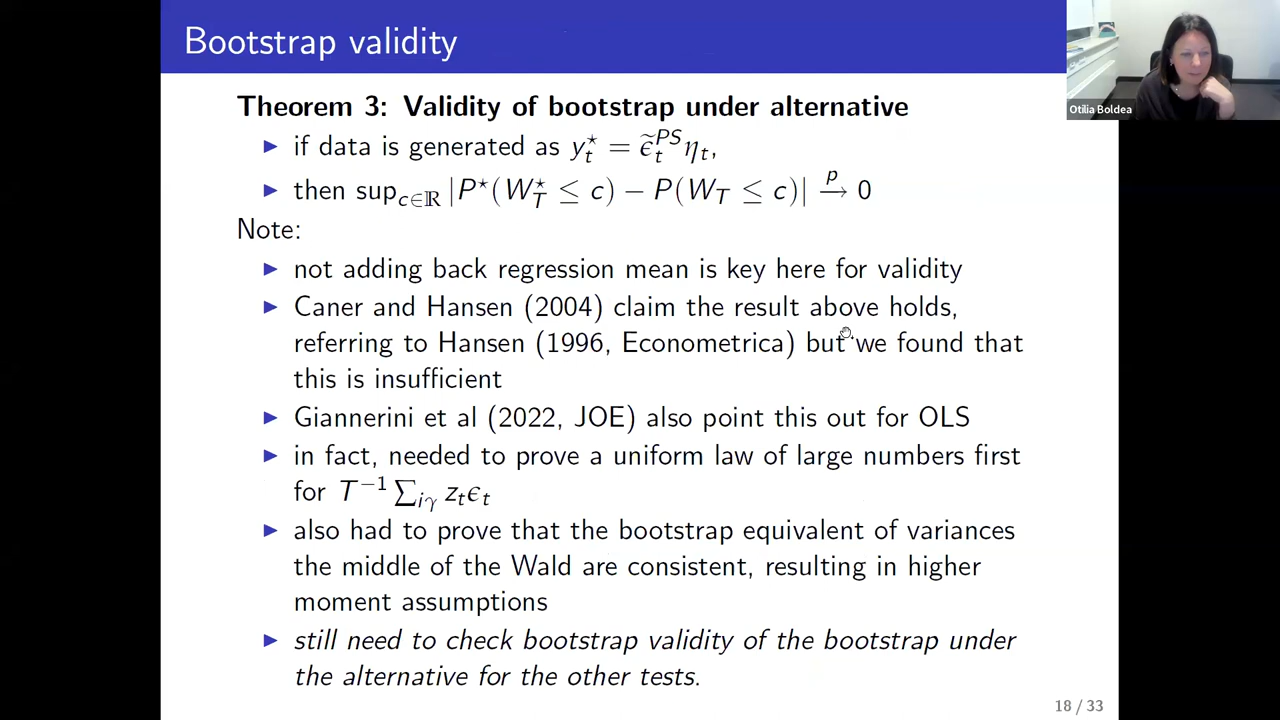 Bootstrap validity
Otilia Boldea
Theorem 3: Validity of bootstrap under alternative
▶ if data is generated as y_t^⋆ = ϵ̃_t^{PS} η_t,
▶ then sup_{c∈ℝ} |P^⋆(W_T^⋆ ≤ c) − P(W_T ≤ c)| →^p 0
Note:
▶ not adding back regression mean is key here for validity
▶ Caner and Hansen (2004) claim the result above holds,
referring to Hansen (1996, Econometrica) but we found that
this is insufficient
▶ Giannerini et al (2022, JOE) also point this out for OLS
▶ in fact, needed to prove a uniform law of large numbers first
for T^{−1} ∑_{iγ} z_t ϵ_t
▶ also had to prove that the bootstrap equivalent of variances
the middle of the Wald are consistent, resulting in higher
moment assumptions
▶ still need to check bootstrap validity of the bootstrap under
the alternative for the other tests.
18 / 33